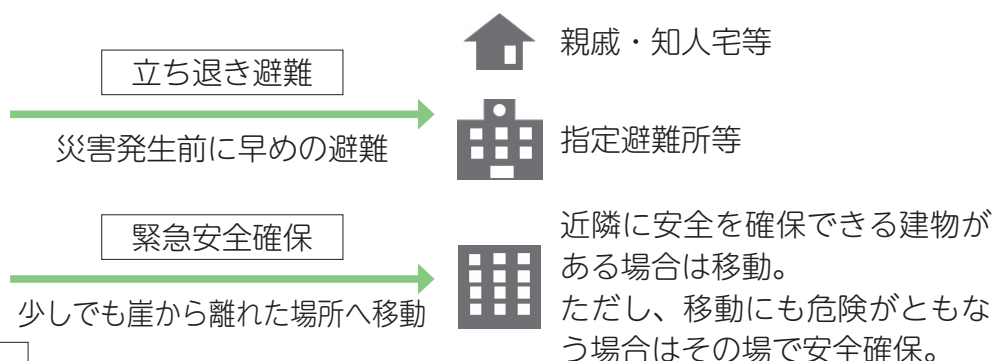 立ち退き避難
災害発生前に早めの避難
親戚・知人宅等
指定避難所等
緊急安全確保
少しでも崖から離れた場所へ移動
近隣に安全を確保できる建物が
ある場合は移動。
ただし、移動にも危険がともな
う場合はその場で安全確保。